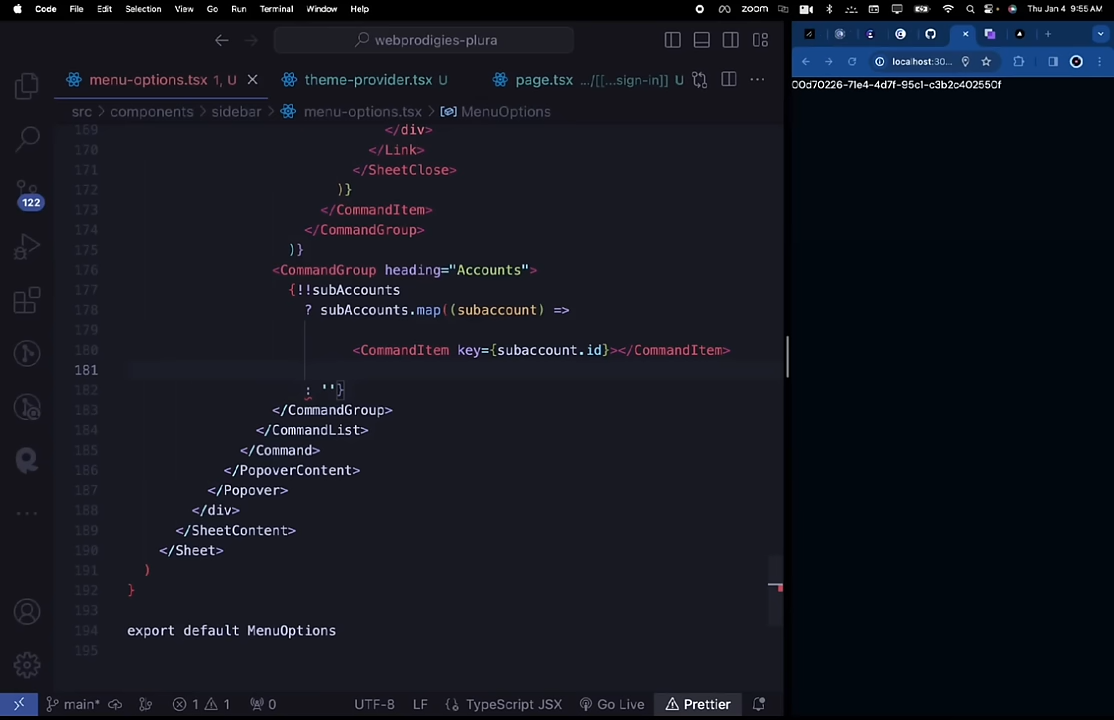 Code File Edit Selection View Go Run Terminal Window Help zoom Thu Jan 4 9:55 AM
webprodigies-plura
menu-options.tsx 1, U theme-provider.tsx U page.tsx .../[[...sign-in]] U
localhost:30...
00d70226-71e4-4d7f-95c1-c3b2c402550f
src components sidebar menu-options.tsx MenuOptions
169 </div>
170 </Link>
171 </SheetClose>
172 )}
173 </CommandItem>
174 </CommandGroup>
175 )}
176 <CommandGroup heading="Accounts">
177 {!!subAccounts
178 ? subAccounts.map((subaccount) =>
179
180 <CommandItem key={subaccount.id}></CommandItem>
181
182 : ''}
183 </CommandGroup>
184 </CommandList>
185 </Command>
186 </PopoverContent>
187 </Popover>
188 </div>
189 </SheetContent>
190 </Sheet>
191 )
192 }
193
194 export default MenuOptions
195
122
main* 1 1 0 UTF-8 LF TypeScript JSX Go Live Prettier